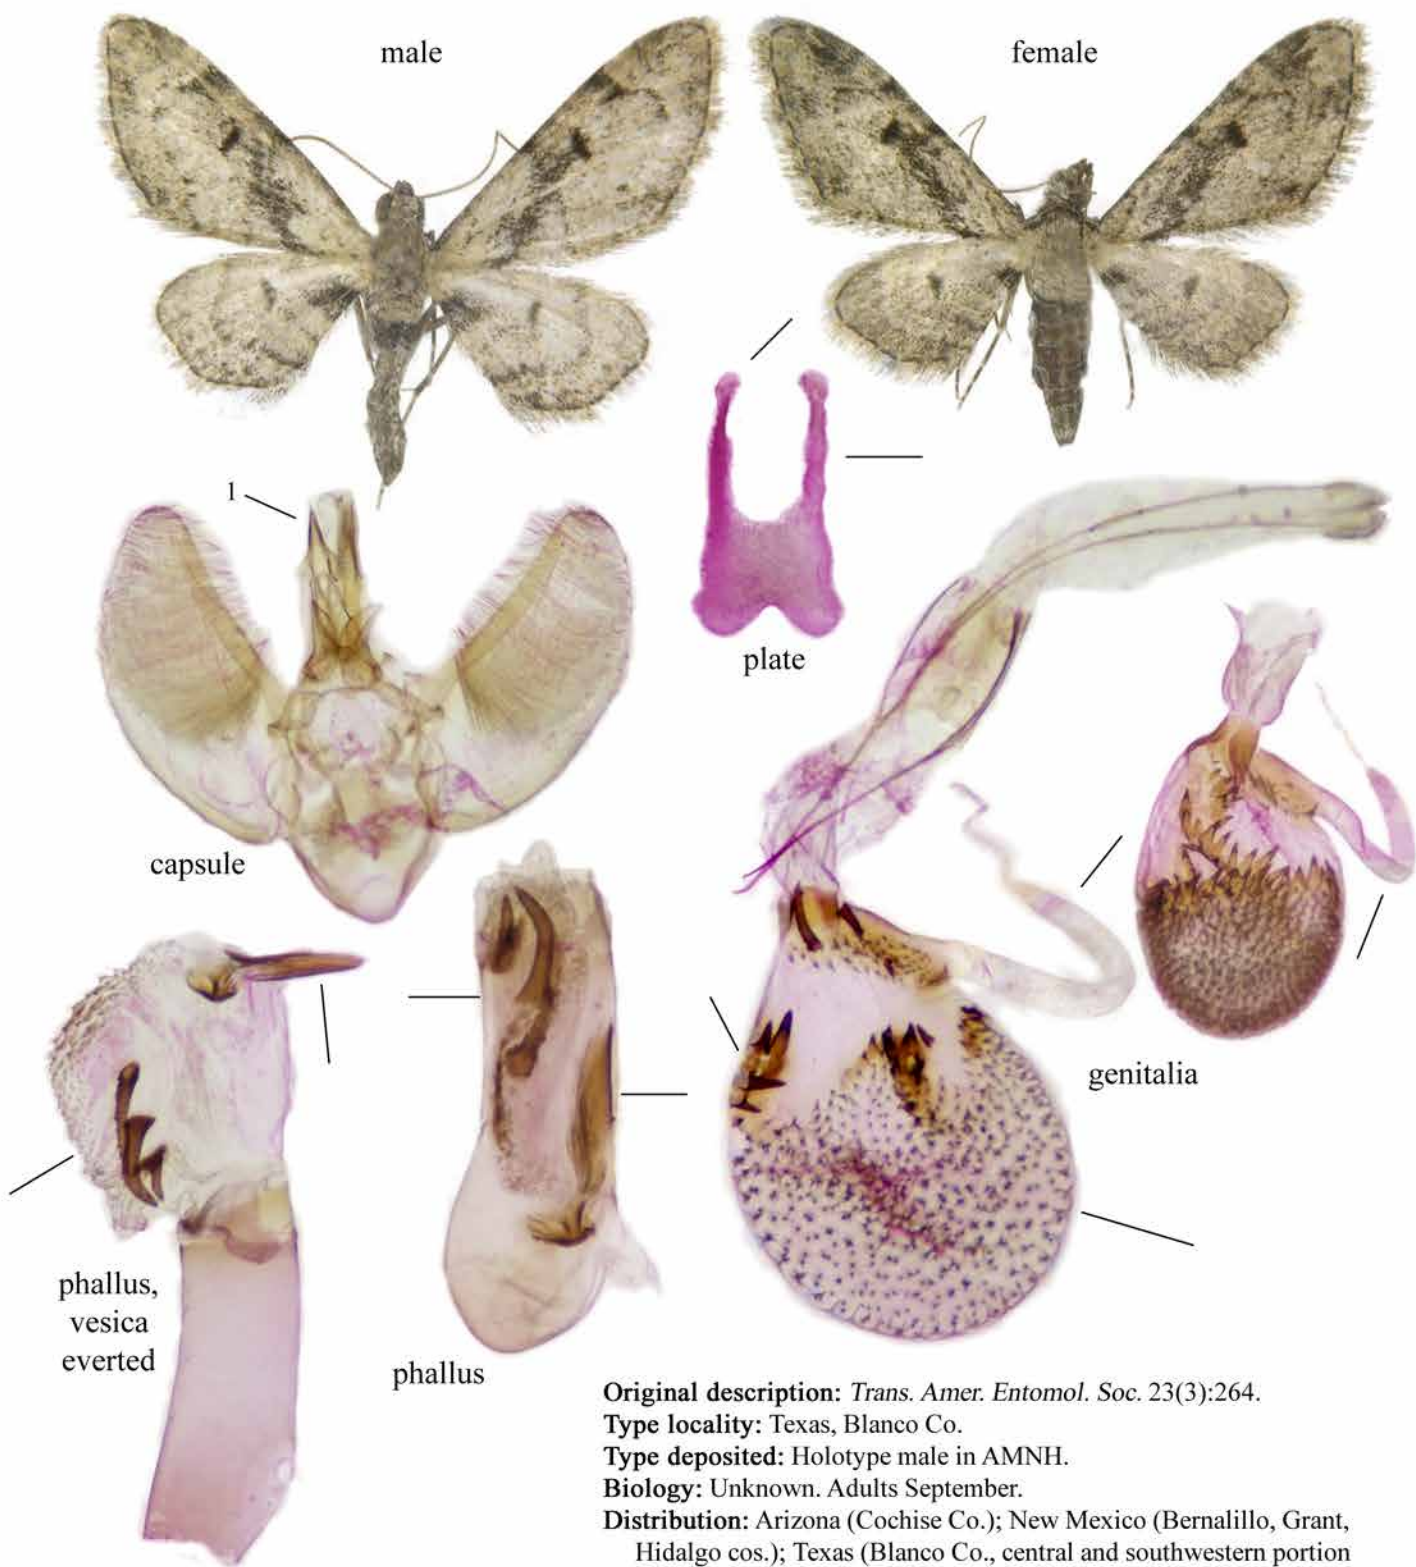 male
female
1
plate
capsule
genitalia
phallus,
vesica
everted
phallus
Original description: Trans. Amer. Entomol. Soc. 23(3):264.
Type locality: Texas, Blanco Co.
Type deposited: Holotype male in AMNH.
Biology: Unknown. Adults September.
Distribution: Arizona (Cochise Co.); New Mexico (Bernalillo, Grant,
Hidalgo cos.); Texas (Blanco Co., central and southwestern portion